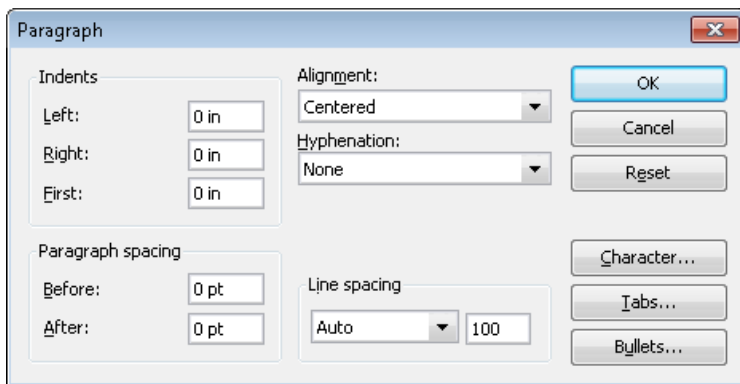 Paragraph
Indents
Left: 0 in
Right: 0 in
First: 0 in
Alignment:
Centered
Hyphenation:
None
OK
Cancel
Reset
Paragraph spacing
Before: 0 pt
After: 0 pt
Line spacing
Auto 100
Character...
Tabs...
Bullets...